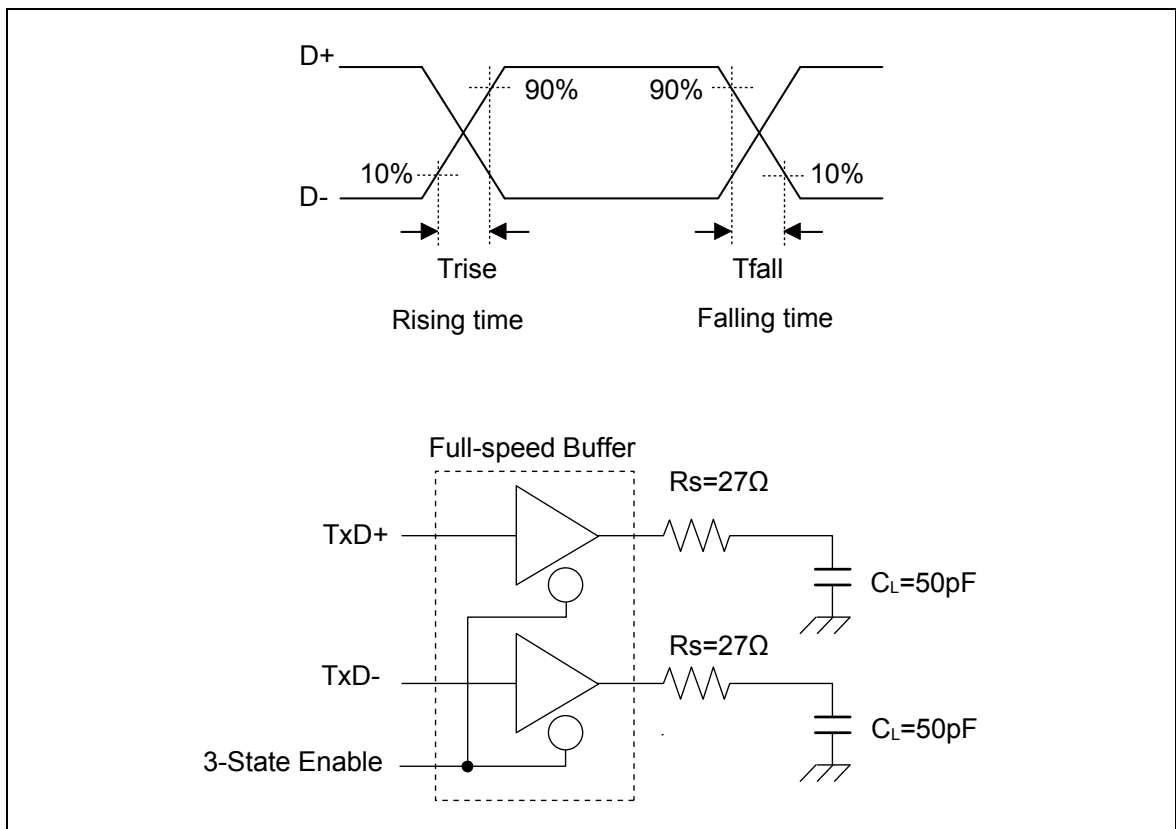 D+
90%
90%
10%
10%
D-
Trise
Tfall
Rising time
Falling time
Full-speed Buffer
Rs=27Ω
TxD+
CL=50pF
Rs=27Ω
TxD-
CL=50pF
3-State Enable